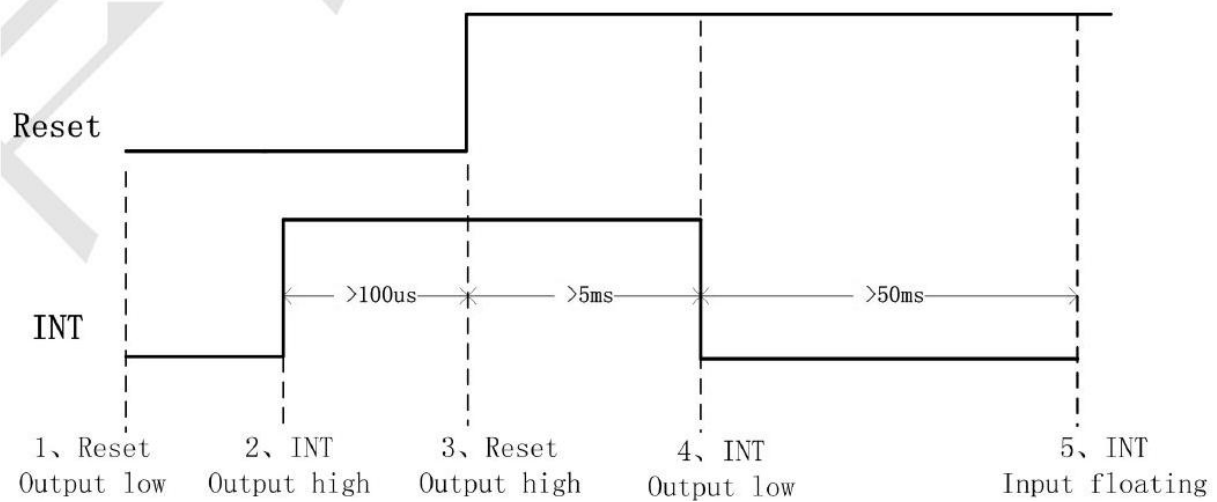 Reset
>100us
>5ms
>50ms
INT
1、Reset
Output low
2、INT
Output high
3、Reset
Output high
4、INT
Output low
5、INT
Input floating